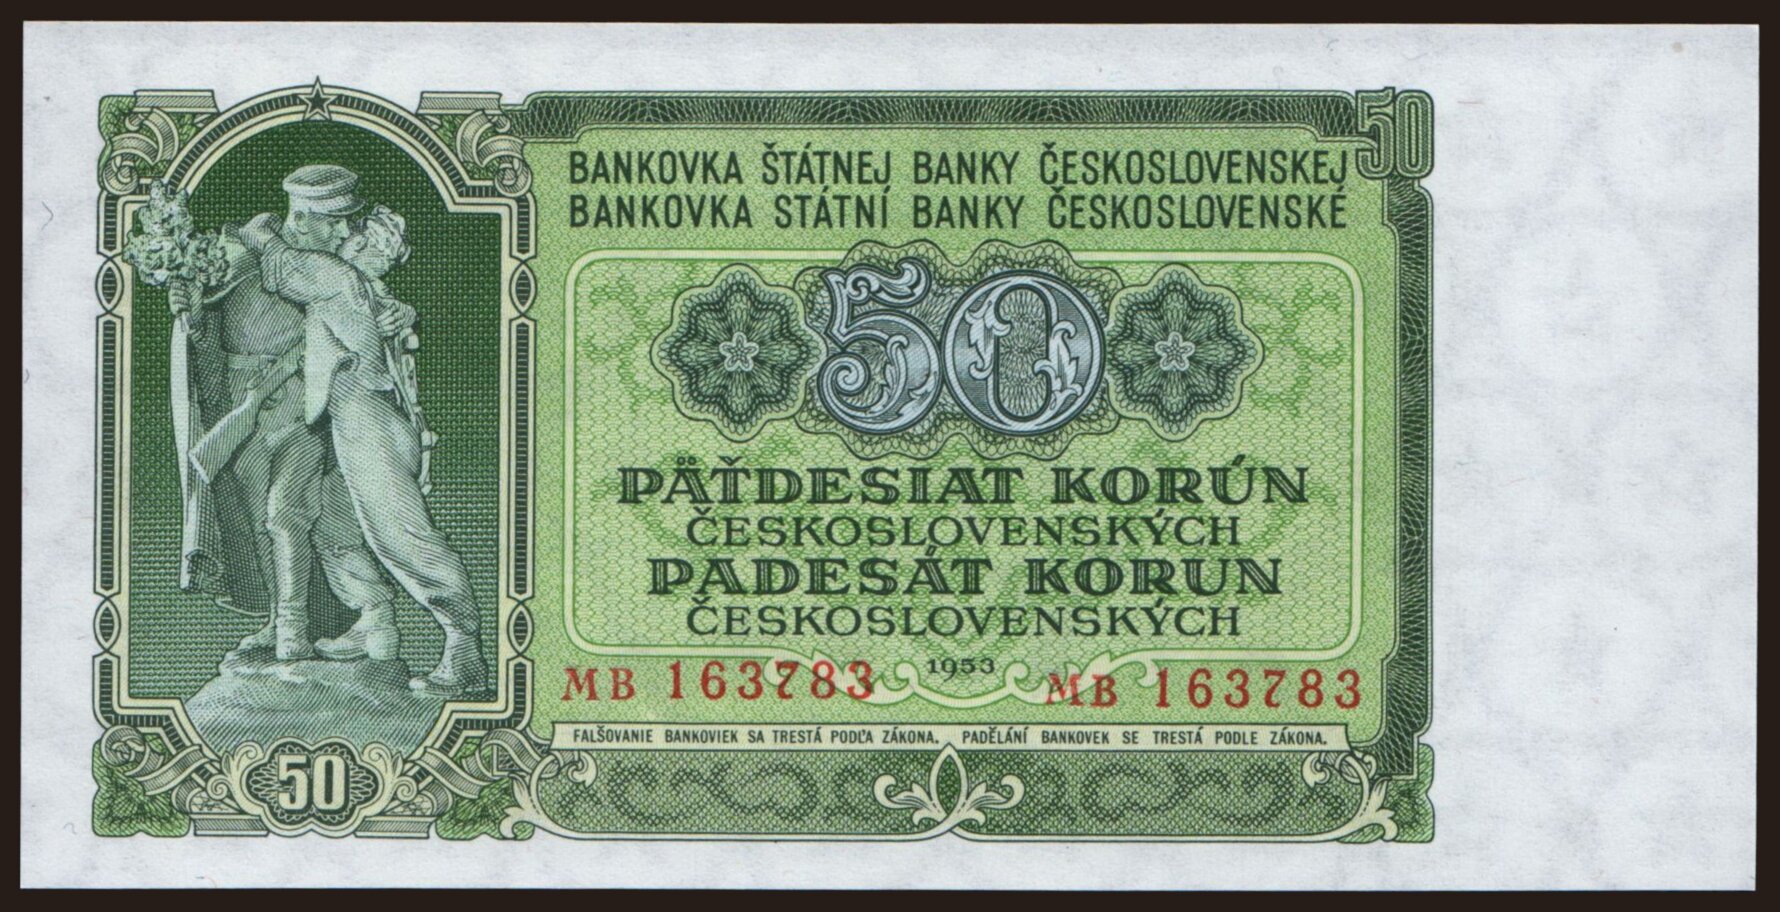 50
BANKOVKA ŠTÁTNEJ BANKY ČESKOSLOVENSKEJ
BANKOVKA STÁTNÍ BANKY ČESKOSLOVENSKÉ
50
PÄŤDESIAT KORÚN
ČESKOSLOVENSKÝCH
PADESÁT KORUN
ČESKOSLOVENSKÝCH
1953
MB 163783 MB 163783
FALŠOVANIE BANKOVIEK SA TRESTÁ PODĽA ZÁKONA. PADĚLÁNÍ BANKOVEK SE TRESTÁ PODLE ZÁKONA.
50